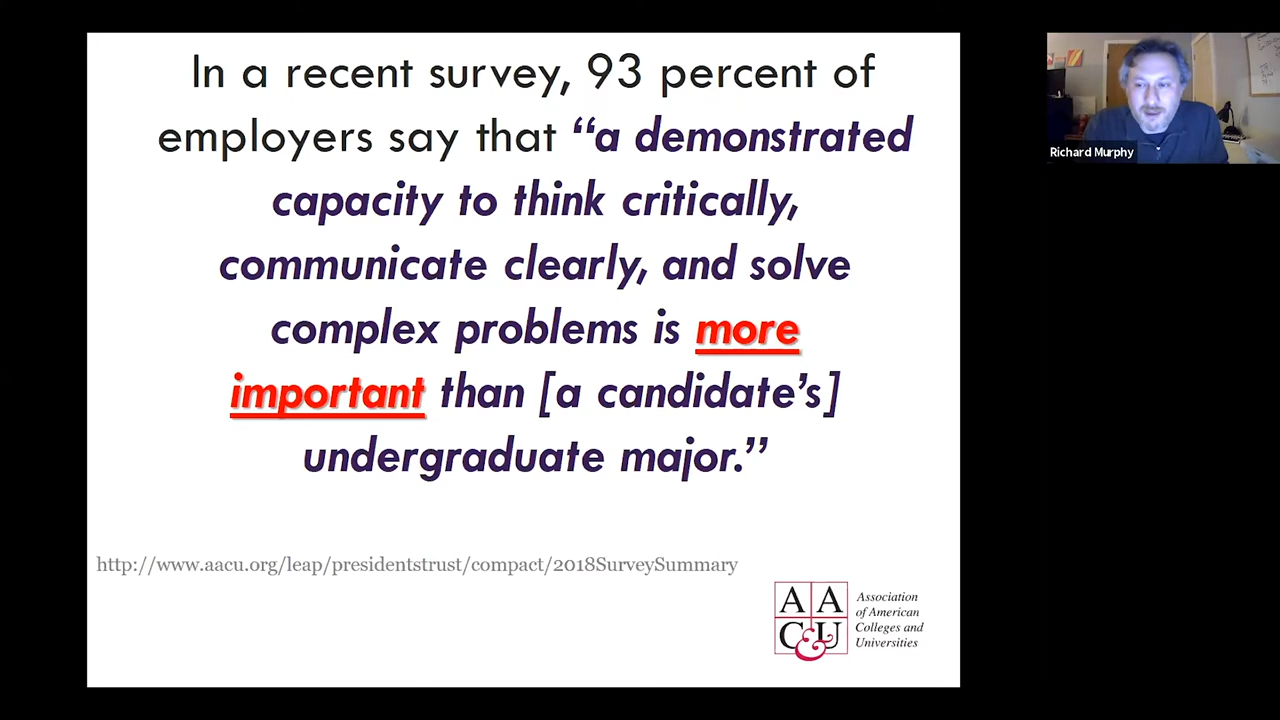 In a recent survey, 93 percent of
employers say that “a demonstrated
capacity to think critically,
communicate clearly, and solve
complex problems is more
important than [a candidate’s]
undergraduate major.”
http://www.aacu.org/leap/presidentstrust/compact/2018SurveySummary
A A
C & U
Association
of American
Colleges and
Universities
Richard Murphy